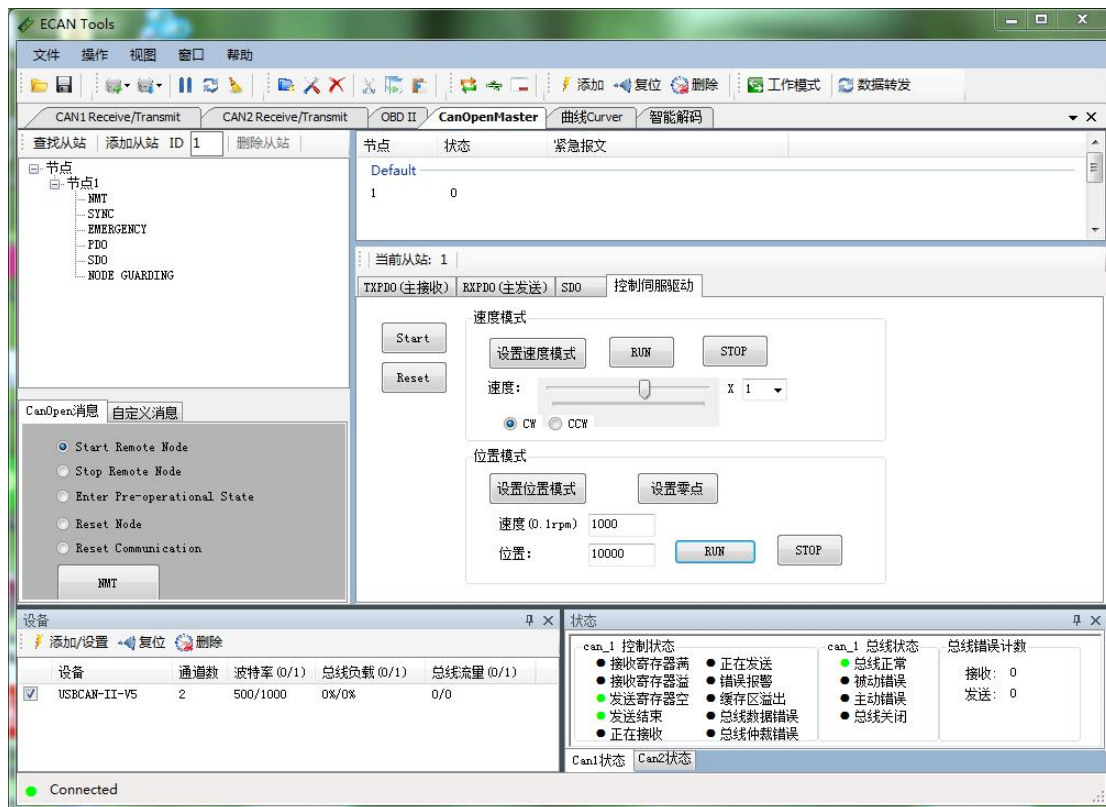 ECAN Tools
文件 操作 视图 窗口 帮助
添加 复位 删除 工作模式 数据转发
CAN1 Receive/Transmit CAN2 Receive/Transmit OBD II CanOpenMaster 曲线Curver 智能解码
查找从站 添加从站 ID 1 删除从站
节点
节点1
NMT
SYNC
EMERGENCY
PDO
SDO
NODE GUARDING
节点 状态 紧急报文
Default
1 0
当前从站: 1
TXPDO(主接收) RXPDO(主发送) SDO 控制伺服驱动
Start
Reset
速度模式
设置速度模式 RUN STOP
速度: X 1
CW CCW
位置模式
设置位置模式 设置零点
速度(0.1rpm) 1000
位置: 10000 RUN STOP
CanOpen消息 自定义消息
Start Remote Node
Stop Remote Node
Enter Pre-operational State
Reset Node
Reset Communication
NMT
设备
添加/设置 复位 删除
设备 通道数 波特率(0/1) 总线负载(0/1) 总线流量(0/1)
USBCAN-II-V5 2 500/1000 0%/0% 0/0
状态
can_1 控制状态 can_1 总线状态 总线错误计数
接收寄存器满 正在发送 总线正常 接收: 0
接收寄存器溢 错误报警 被动错误 发送: 0
发送寄存器空 缓存区溢出 主动错误
发送结束 总线数据错误 总线关闭
正在接收 总线仲裁错误
Can1状态 Can2状态
Connected